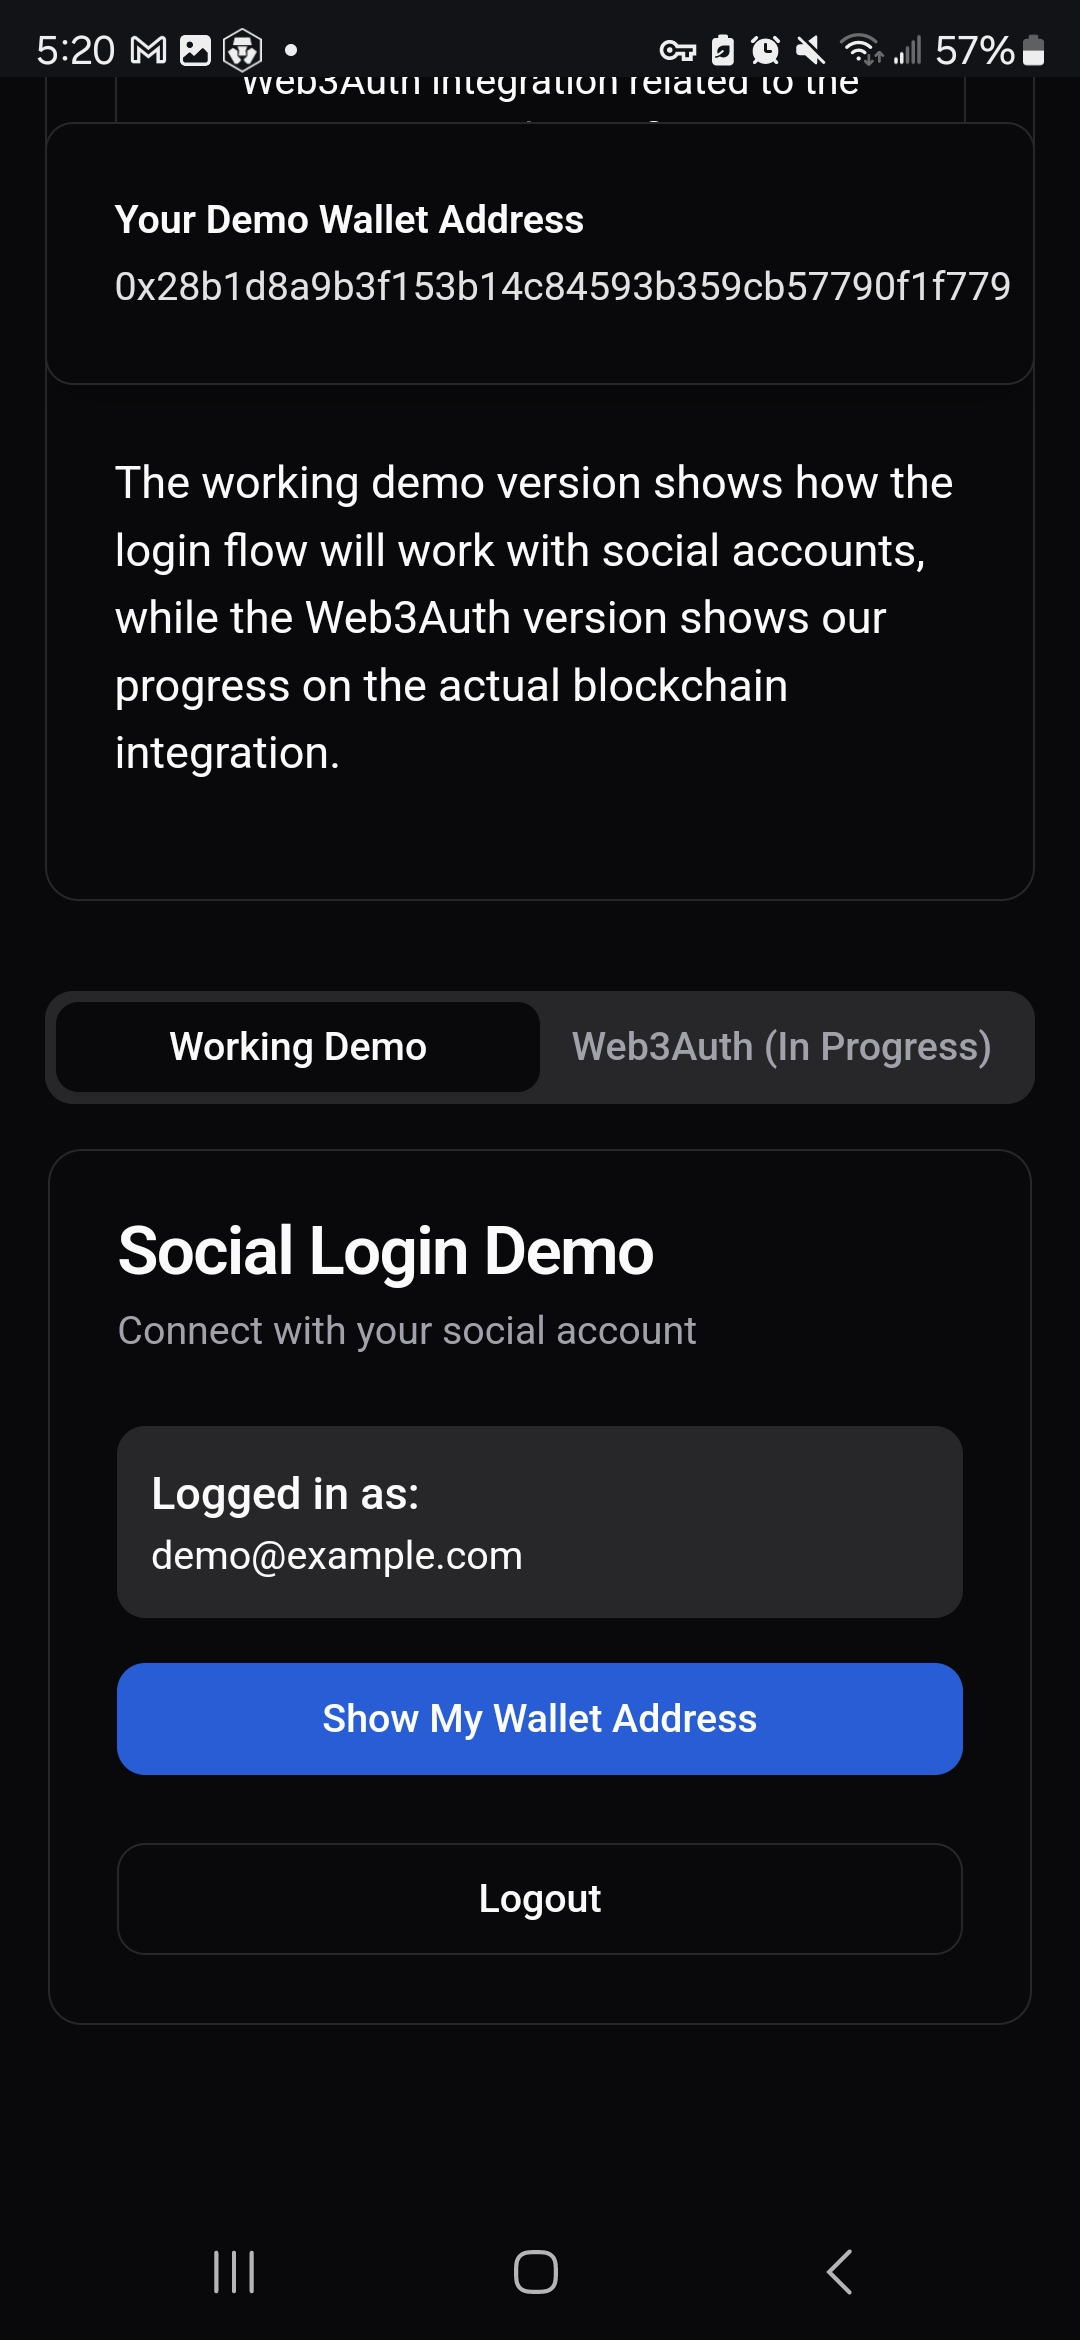 5:20
57%
Web3Auth integration related to the
Your Demo Wallet Address
0x28b1d8a9b3f153b14c84593b359cb57790f1f779
The working demo version shows how the
login flow will work with social accounts,
while the Web3Auth version shows our
progress on the actual blockchain
integration.
Working Demo
Web3Auth (In Progress)
Social Login Demo
Connect with your social account
Logged in as:
demo@example.com
Show My Wallet Address
Logout